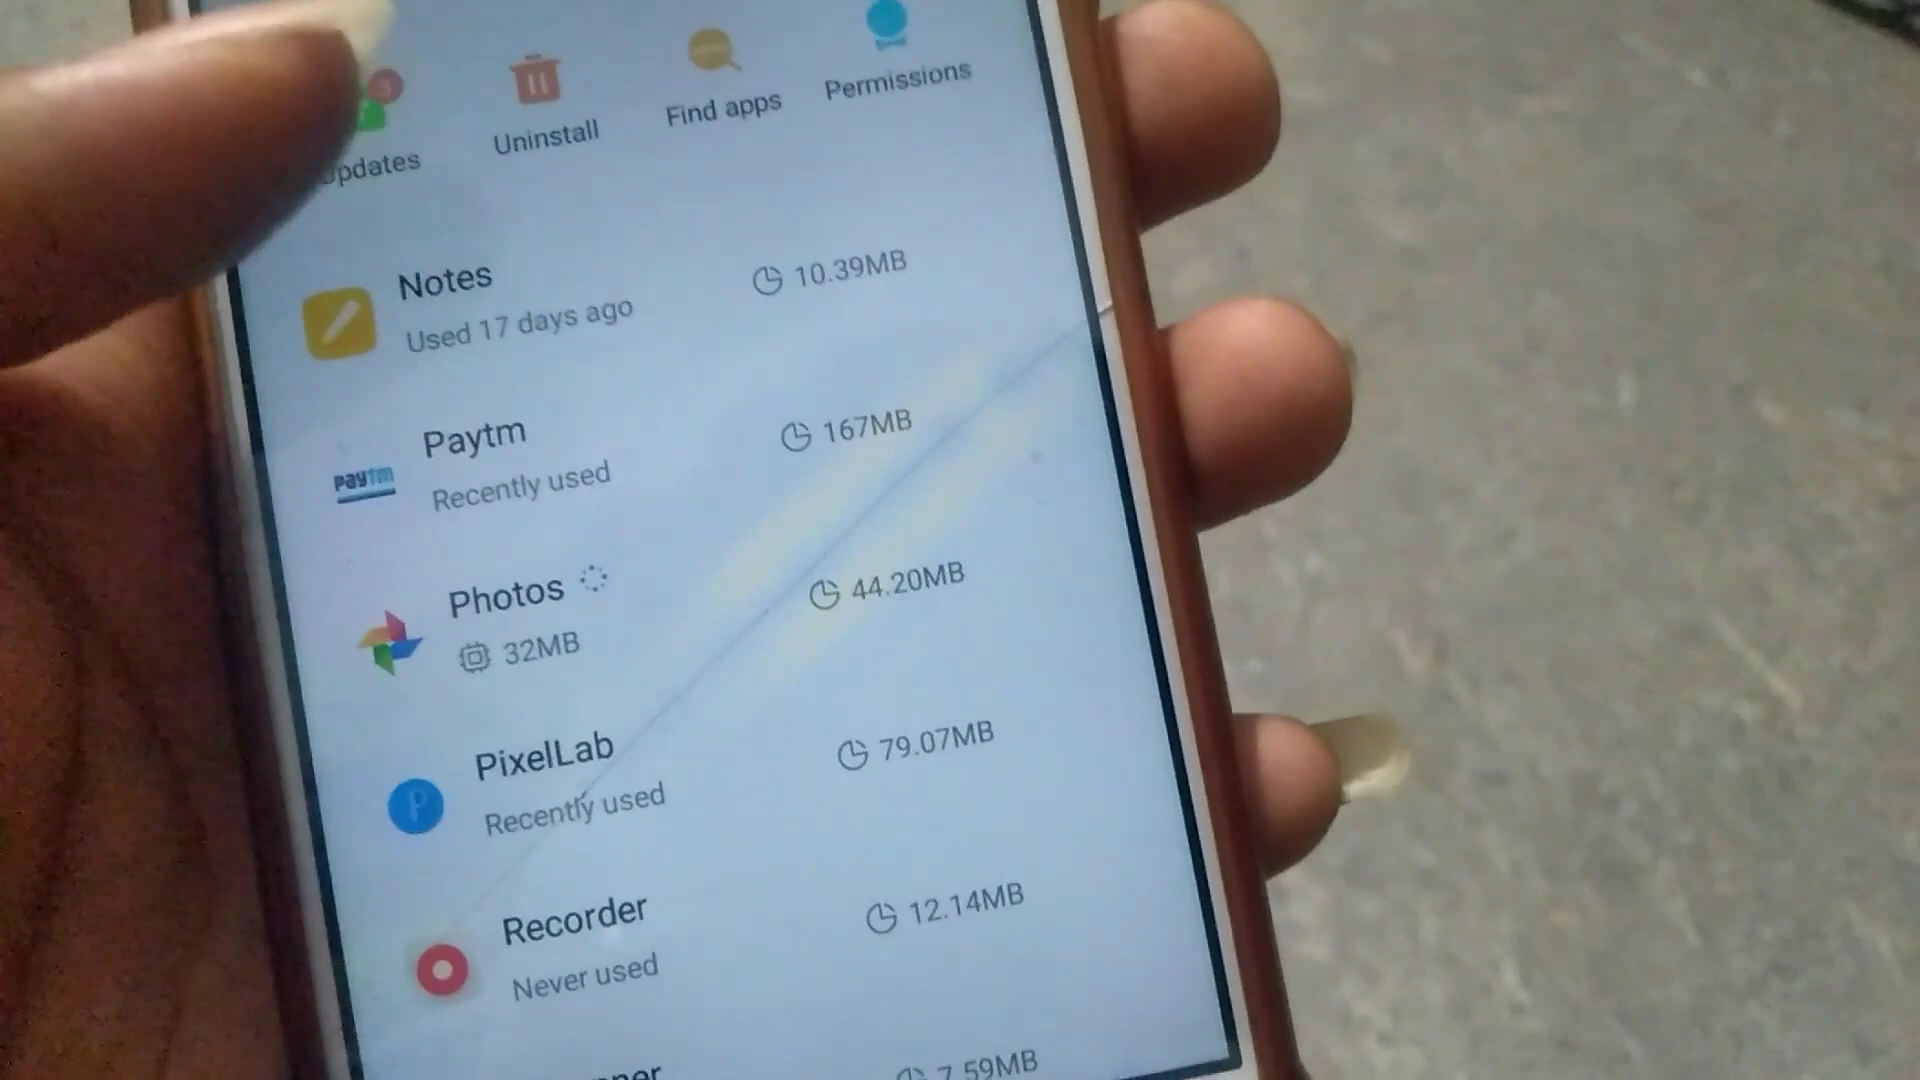 Updates
Uninstall
Find apps
Permissions
Notes
10.39MB
Used 17 days ago
Paytm
167MB
paytm
Recently used
Photos
44.20MB
32MB
PixelLab
79.07MB
P
Recently used
Recorder
12.14MB
Never used
7.59MB